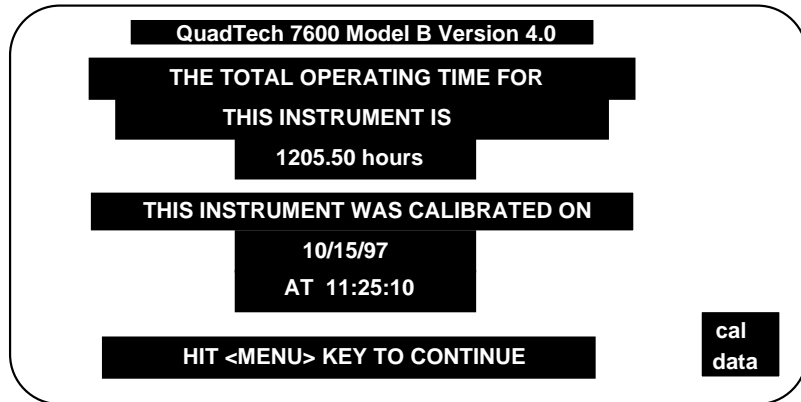 QuadTech 7600 Model B Version 4.0
THE TOTAL OPERATING TIME FOR
THIS INSTRUMENT IS
1205.50 hours
THIS INSTRUMENT WAS CALIBRATED ON
10/15/97
AT 11:25:10
HIT <MENU> KEY TO CONTINUE
cal
data